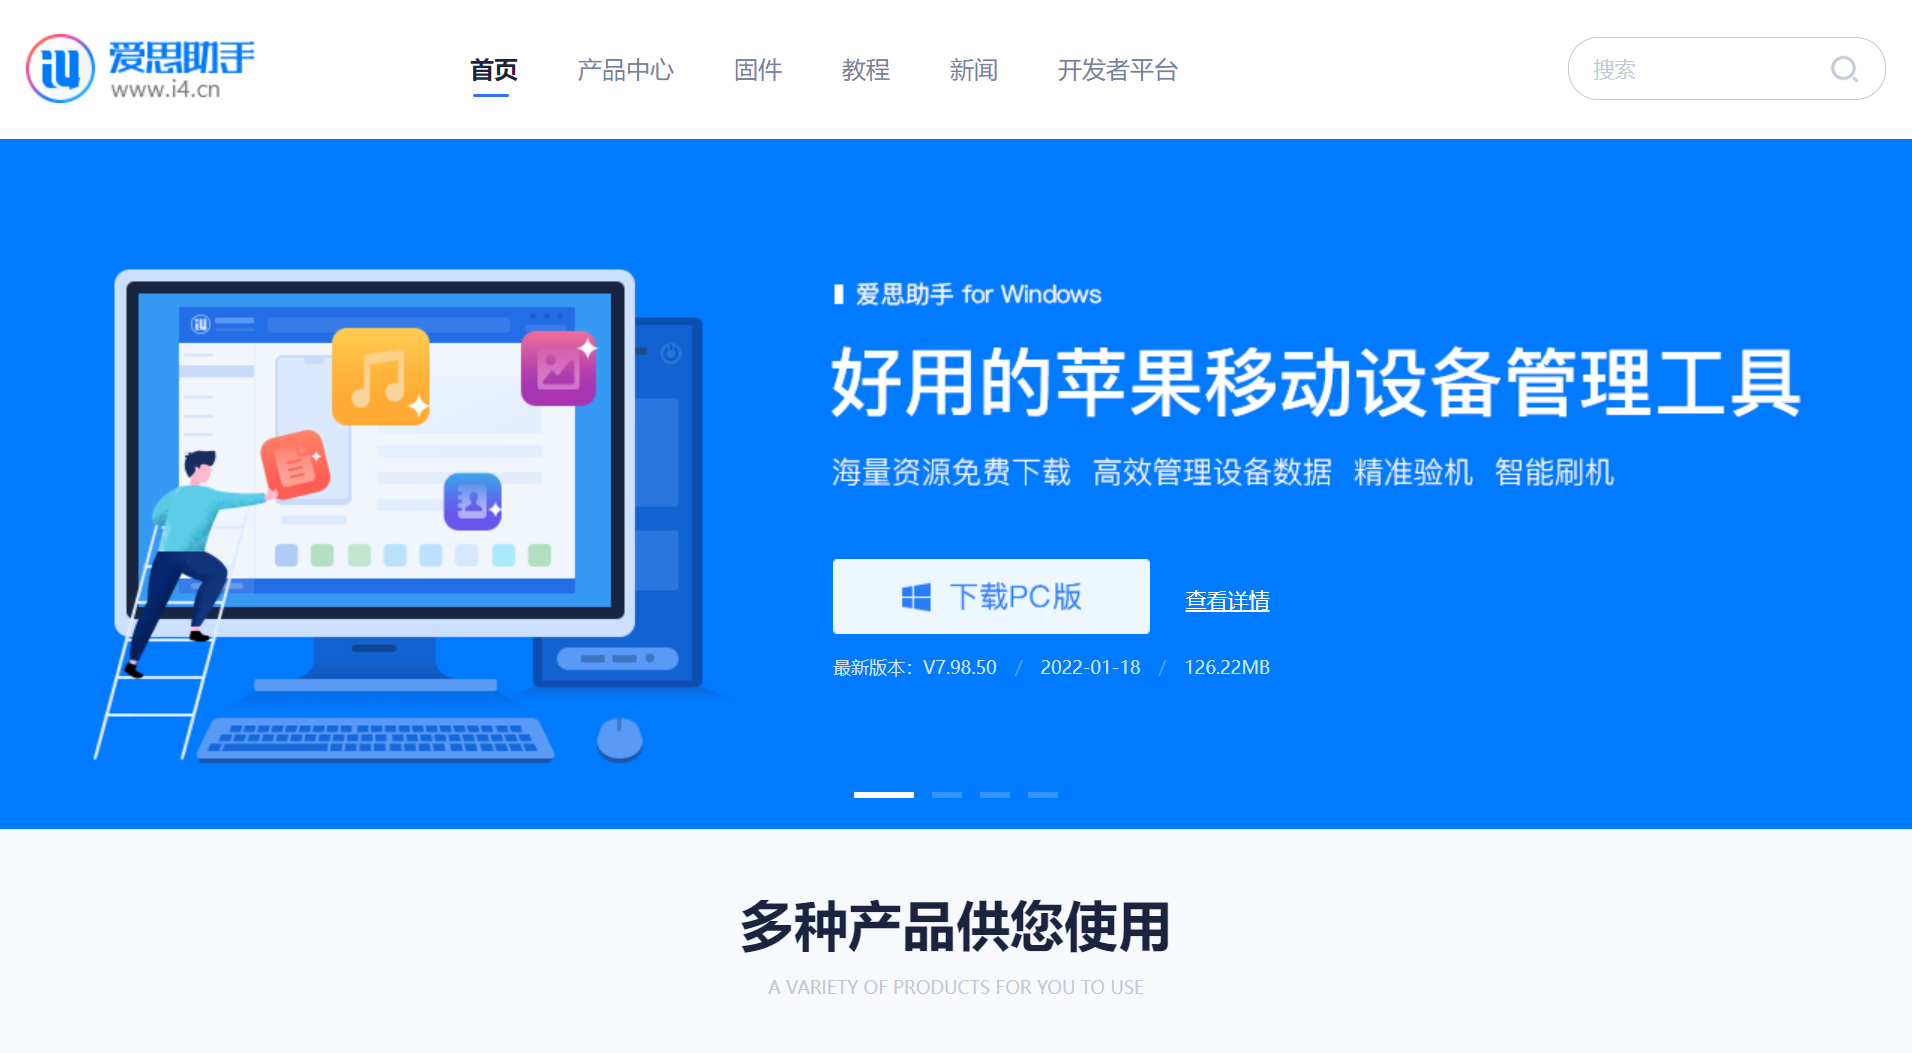 爱思助手
www.i4.cn
首页 产品中心 固件 教程 新闻 开发者平台
搜索
爱思助手 for Windows
好用的苹果移动设备管理工具
海量资源免费下载 高效管理设备数据 精准验机 智能刷机
下载PC版 查看详情
最新版本：V7.98.50 / 2022-01-18 / 126.22MB
多种产品供您使用
A VARIETY OF PRODUCTS FOR YOU TO USE